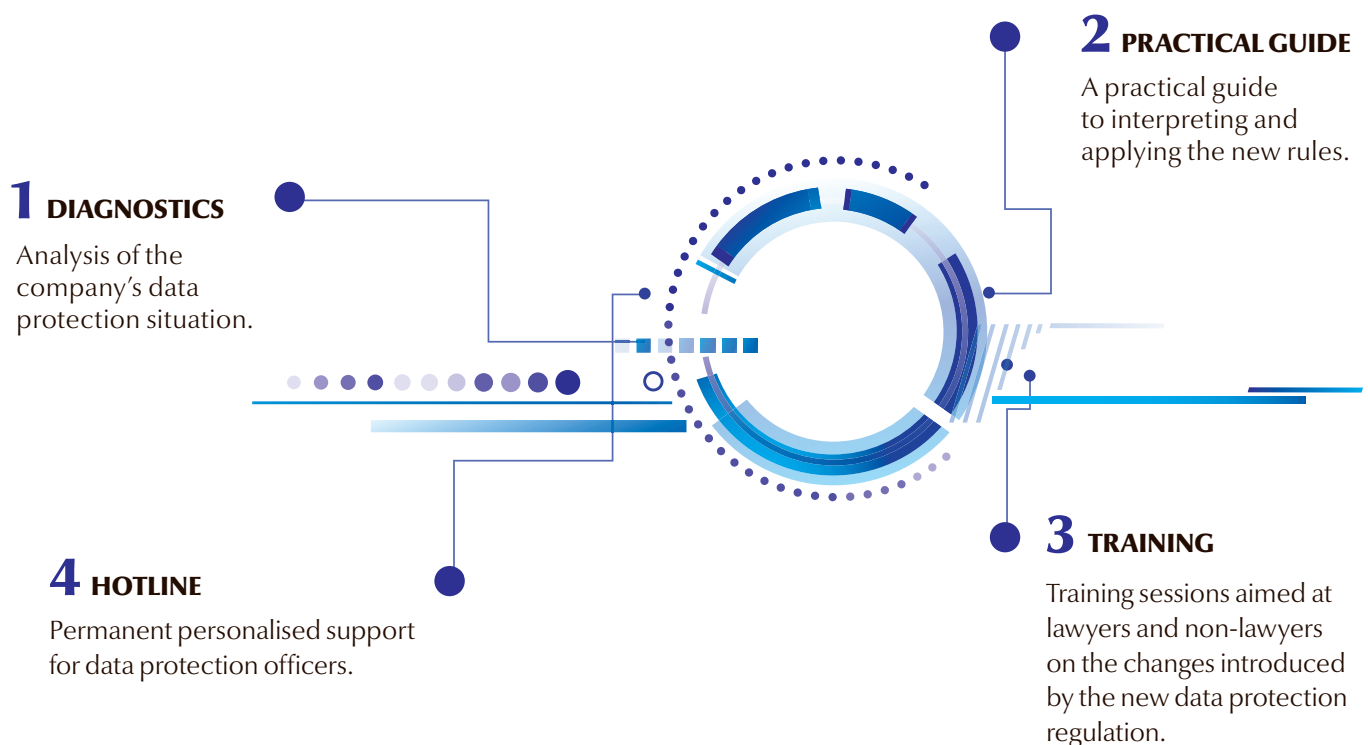 1 DIAGNOSTICS
Analysis of the
company’s data
protection situation.
2 PRACTICAL GUIDE
A practical guide
to interpreting and
applying the new rules.
3 TRAINING
Training sessions aimed at
lawyers and non-lawyers
on the changes introduced
by the new data protection
regulation.
4 HOTLINE
Permanent personalised support
for data protection officers.